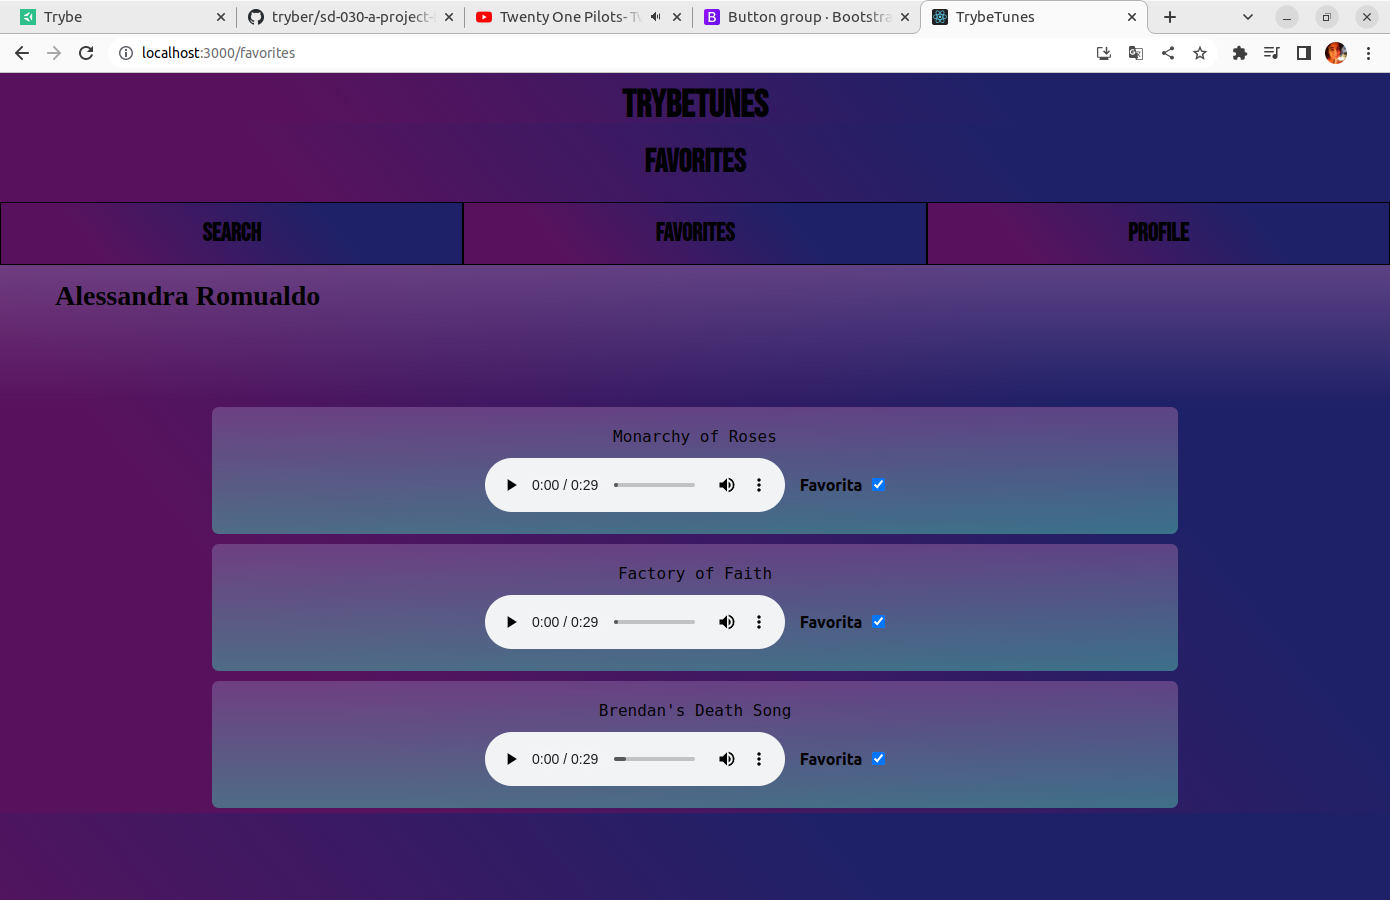 Trybe
tryber/sd-030-a-project-
Twenty One Pilots- Tw
Button group · Bootstra
TrybeTunes
localhost:3000/favorites
TRYBETUNES
FAVORITES
SEARCH
FAVORITES
PROFILE
Alessandra Romualdo
Monarchy of Roses
0:00 / 0:29
Favorita
Factory of Faith
0:00 / 0:29
Favorita
Brendan's Death Song
0:00 / 0:29
Favorita